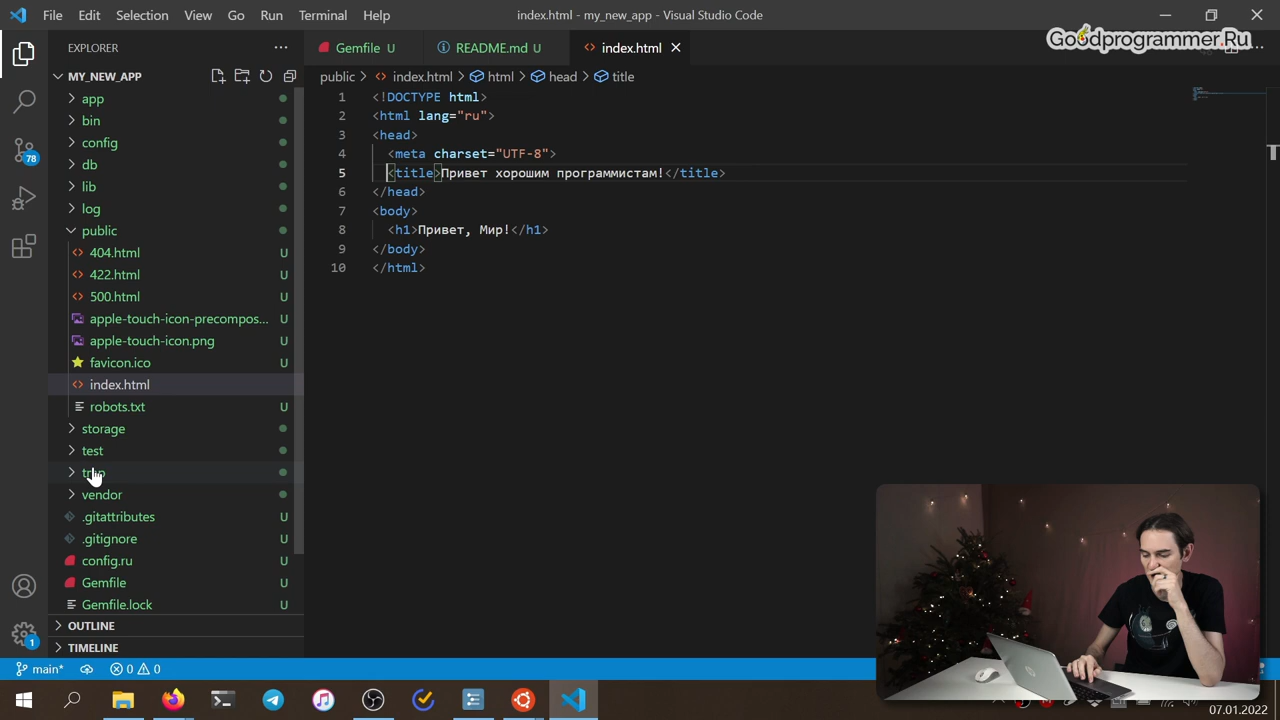 File Edit Selection View Go Run Terminal Help
index.html - my_new_app - Visual Studio Code
Goodprogrammer.Ru
EXPLORER
Gemfile U
README.md U
index.html
MY_NEW_APP
public > index.html > html > head > title
app
bin
config
db
lib
log
public
404.html U
422.html U
500.html U
apple-touch-icon-precompos... U
apple-touch-icon.png U
favicon.ico U
index.html
robots.txt U
storage
test
tmp
vendor
.gitattributes U
.gitignore U
config.ru U
Gemfile U
Gemfile.lock U
OUTLINE
TIMELINE
78
1
1 <!DOCTYPE html>
2 <html lang="ru">
3 <head>
4 <meta charset="UTF-8">
5 <title>Привет хорошим программистам!</title>
6 </head>
7 <body>
8 <h1>Привет, Мир!</h1>
9 </body>
10 </html>
main* 0 0
07.01.2022